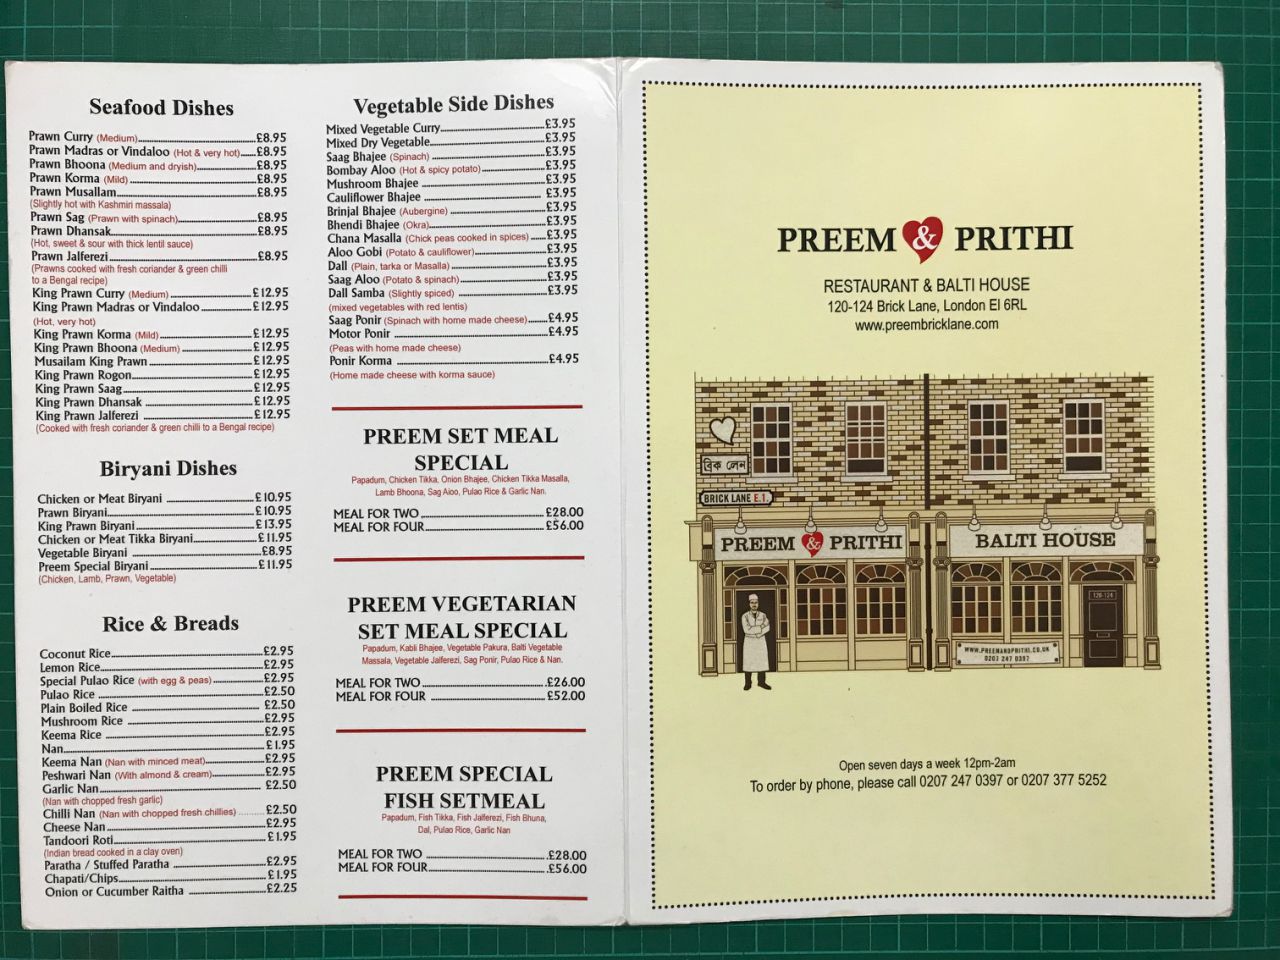 Seafood Dishes
Prawn Curry (Medium) £8.95
Prawn Madras or Vindaloo (Hot & very hot) £8.95
Prawn Bhoona (Medium and dryish) £8.95
Prawn Korma (Mild) £8.95
Prawn Musallam £8.95
(Slightly hot with Kashmiri massala)
Prawn Sag (Prawn with spinach) £8.95
Prawn Dhansak £8.95
(Hot, sweet & sour with thick lentil sauce)
Prawn Jalferezi £8.95
(Prawns cooked with fresh coriander & green chilli
to a Bengal recipe)
King Prawn Curry (Medium) £12.95
King Prawn Madras or Vindaloo £12.95
(Hot, very hot)
King Prawn Korma (Mild) £12.95
King Prawn Bhoona (Medium) £12.95
Musailam King Prawn £12.95
King Prawn Rogon £12.95
King Prawn Saag £12.95
King Prawn Dhansak £12.95
King Prawn Jalferezi £12.95
(Cooked with fresh coriander & green chilli to a Bengal recipe)
Biryani Dishes
Chicken or Meat Biryani £10.95
Prawn Biryani £10.95
King Prawn Biryani £13.95
Chicken or Meat Tikka Biryani £11.95
Vegetable Biryani £8.95
Preem Special Biryani £11.95
(Chicken, Lamb, Prawn, Vegetable)
Rice & Breads
Coconut Rice £2.95
Lemon Rice £2.95
Special Pulao Rice (with egg & peas) £2.95
Pulao Rice £2.50
Plain Boiled Rice £2.50
Mushroom Rice £2.95
Keema Rice £2.95
Nan £1.95
Keema Nan (Nan with minced meat) £2.95
Peshwari Nan (With almond & cream) £2.95
Garlic Nan £2.50
(Nan with chopped fresh garlic)
Chilli Nan (Nan with chopped fresh chillies) £2.50
Cheese Nan £2.95
Tandoori Roti £1.95
(Indian bread cooked in a clay oven)
Paratha / Stuffed Paratha £2.95
Chapati/Chips £1.95
Onion or Cucumber Raitha £2.25
Vegetable Side Dishes
Mixed Vegetable Curry £3.95
Mixed Dry Vegetable £3.95
Saag Bhajee (Spinach) £3.95
Bombay Aloo (Hot & spicy potato) £3.95
Mushroom Bhajee £3.95
Cauliflower Bhajee £3.95
Brinjal Bhajee (Aubergine) £3.95
Bhendi Bhajee (Okra) £3.95
Chana Masalla (Chick peas cooked in spices) £3.95
Aloo Gobi (Potato & cauliflower) £3.95
Dall (Plain, tarka or Masalla) £3.95
Saag Aloo (Potato & spinach) £3.95
Dall Samba (Slightly spiced) £3.95
(mixed vegetables with red lentis)
Saag Ponir (Spinach with home made cheese) £4.95
Motor Ponir £4.95
(Peas with home made cheese)
Ponir Korma £4.95
(Home made cheese with korma sauce)
PREEM SET MEAL
SPECIAL
Papadum, Chicken Tikka, Onion Bhajee, Chicken Tikka Masalla,
Lamb Bhoona, Sag Aloo, Pulao Rice & Garlic Nan.
MEAL FOR TWO £28.00
MEAL FOR FOUR £56.00
PREEM VEGETARIAN
SET MEAL SPECIAL
Papadum, Kabli Bhajee, Vegetable Pakura, Balti Vegetable
Massala, Vegetable Jalferezi, Sag Ponir, Pulao Rice & Nan.
MEAL FOR TWO £26.00
MEAL FOR FOUR £52.00
PREEM SPECIAL
FISH SETMEAL
Papadum, Fish Tikka, Fish Jalferezi, Fish Bhuna,
Dal, Pulao Rice, Garlic Nan
MEAL FOR TWO £28.00
MEAL FOR FOUR £56.00
PREEM & PRITHI
RESTAURANT & BALTI HOUSE
120-124 Brick Lane, London EI 6RL
www.preembricklane.com
ব্রিক লেন
BRICK LANE E.1.
PREEM & PRITHI
BALTI HOUSE
120-124
WWW.PREEMANDPRITHI.CO.UK
0207 247 0397
Open seven days a week 12pm-2am
To order by phone, please call 0207 247 0397 or 0207 377 5252